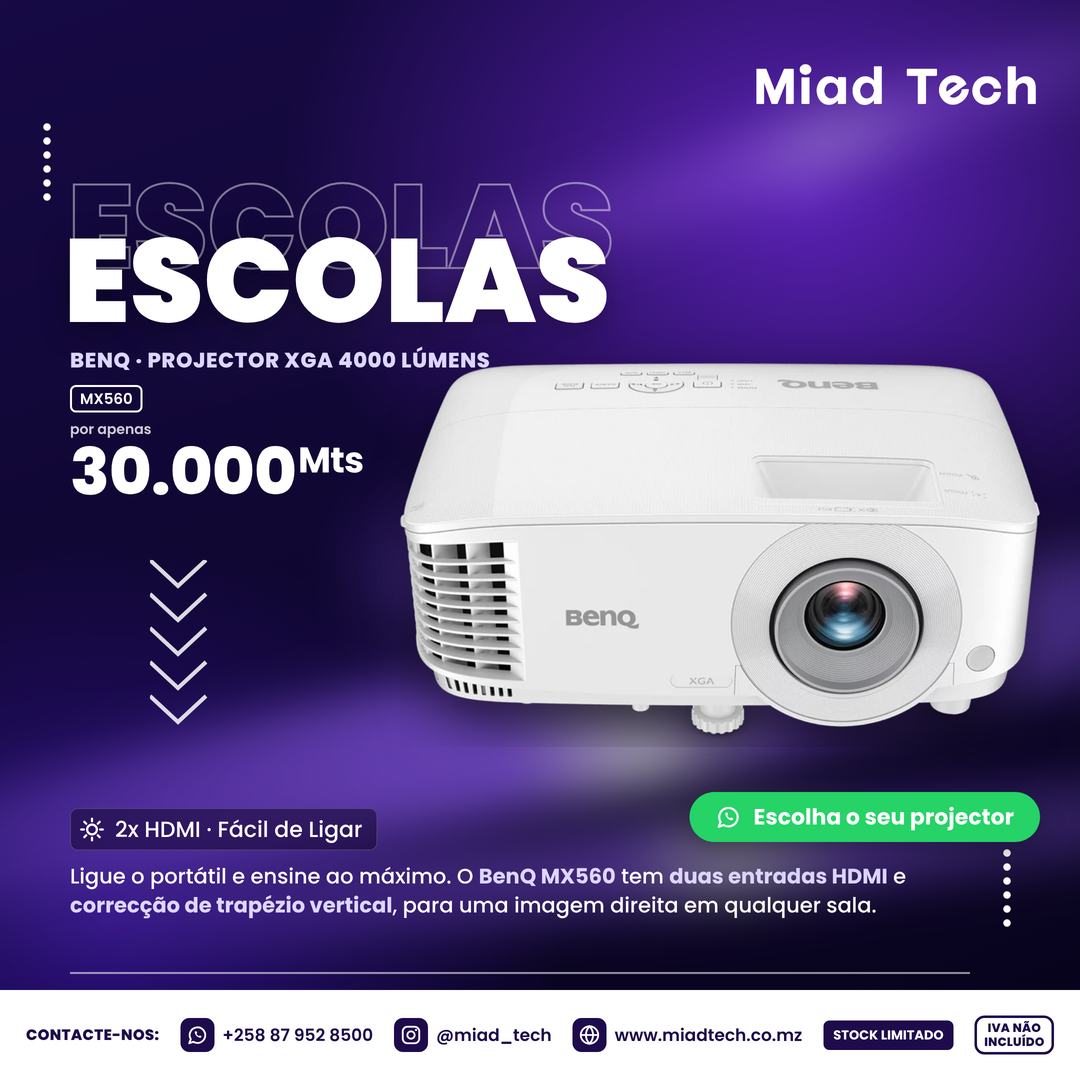 Miad Tech
ESCOLAS
ESCOLAS
BENQ · PROJECTOR XGA 4000 LÚMENS
MX560
por apenas
30.000Mts
BenQ
BenQ
XGA
2x HDMI · Fácil de Ligar
Escolha o seu projector
Ligue o portátil e ensine ao máximo. O BenQ MX560 tem duas entradas HDMI e
correcção de trapézio vertical, para uma imagem direita em qualquer sala.
CONTACTE-NOS:
+258 87 952 8500
@miad_tech
www.miadtech.co.mz
STOCK LIMITADO
IVA NÃO
INCLUÍDO